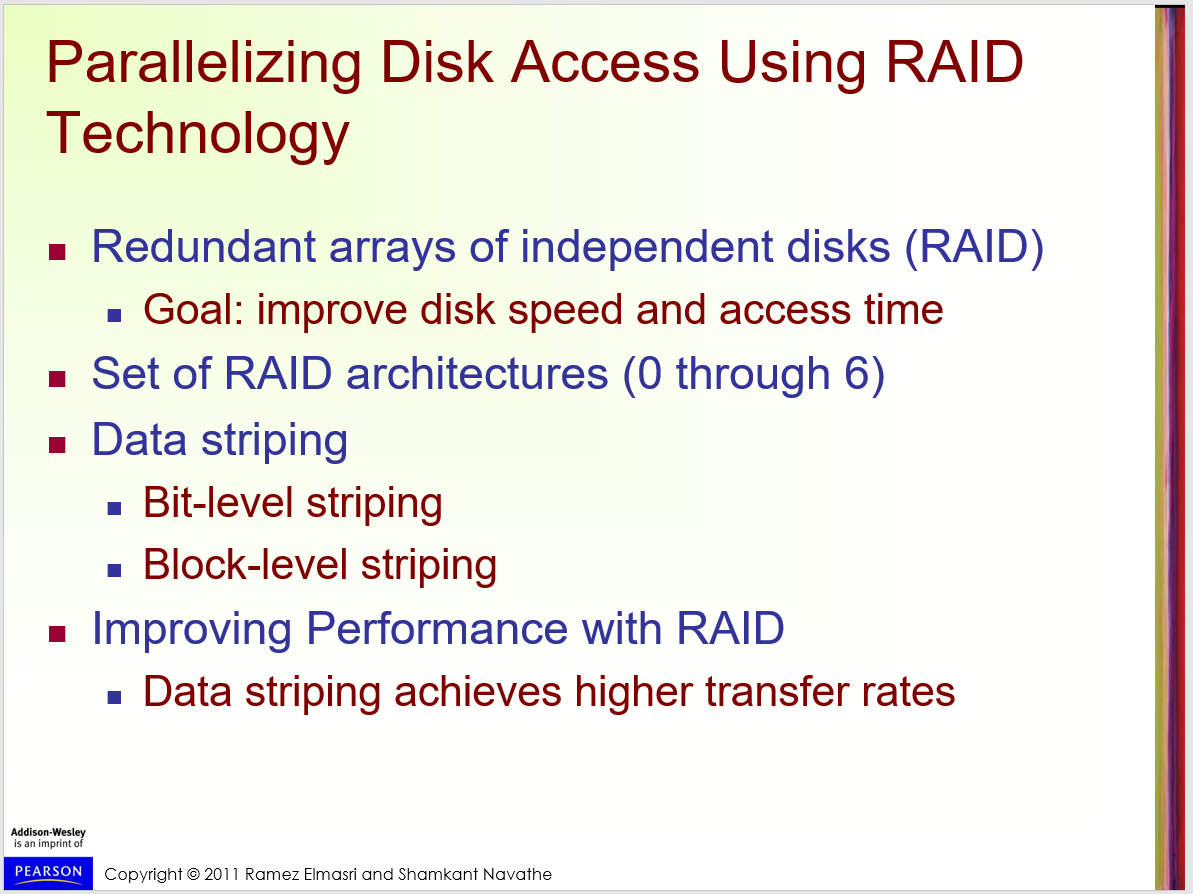 Parallelizing Disk Access Using RAID
Technology
Redundant arrays of independent disks (RAID)
Goal: improve disk speed and access time
Set of RAID architectures (0 through 6)
Data striping
Bit-level striping
Block-level striping
Improving Performance with RAID
Data striping achieves higher transfer rates
Addison-Wesley
is an imprint of
PEARSON
Copyright © 2011 Ramez Elmasri and Shamkant Navathe